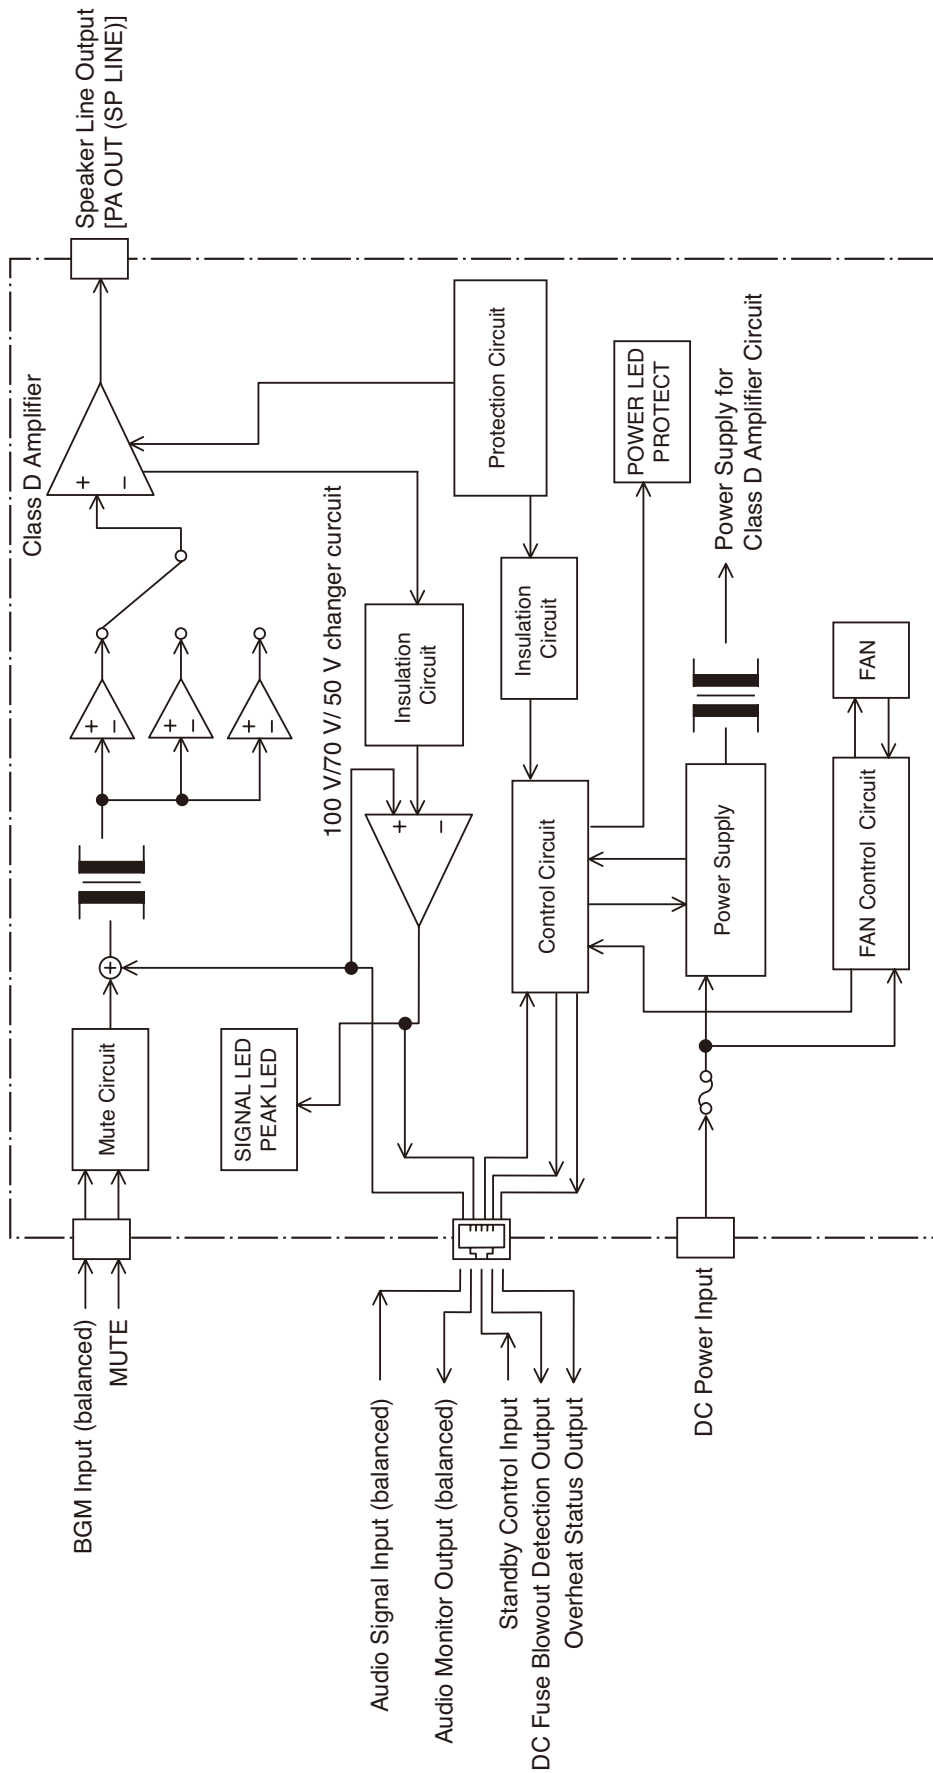 BGM Input (balanced)
MUTE
Mute Circuit
+
+
-
+
-
+
-
100 V/70 V/ 50 V changer curcuit
Class D Amplifier
+
-
Speaker Line Output
[PA OUT (SP LINE)]
SIGNAL LED
PEAK LED
+
-
Insulation
Circuit
Audio Signal Input (balanced)
Audio Monitor Output (balanced)
Standby Control Input
DC Fuse Blowout Detection Output
Overheat Status Output
Control Circuit
Insulation
Circuit
Protection Circuit
POWER LED
PROTECT
DC Power Input
Power Supply
Power Supply for
Class D Amplifier Circuit
FAN Control Circuit
FAN